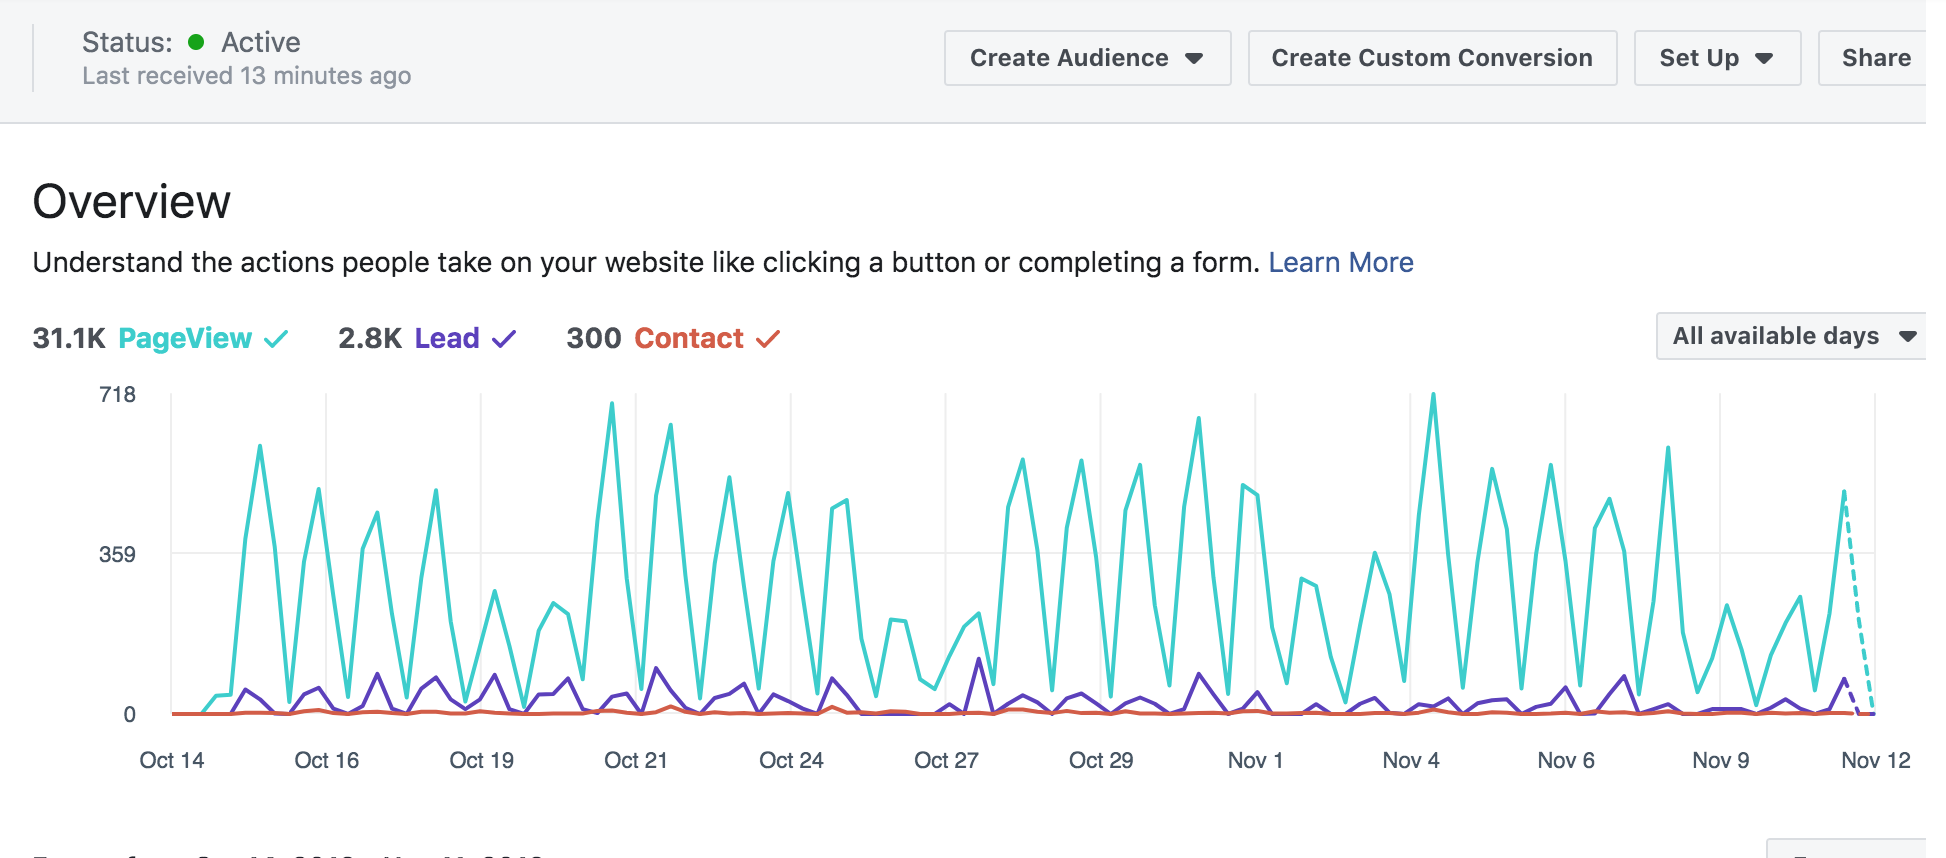 Status: Active
Last received 13 minutes ago
Create Audience
Create Custom Conversion
Set Up
Share
Overview
Understand the actions people take on your website like clicking a button or completing a form. Learn More
31.1K PageView 2.8K Lead 300 Contact
All available days
718
359
0
Oct 14 Oct 16 Oct 19 Oct 21 Oct 24 Oct 27 Oct 29 Nov 1 Nov 4 Nov 6 Nov 9 Nov 12